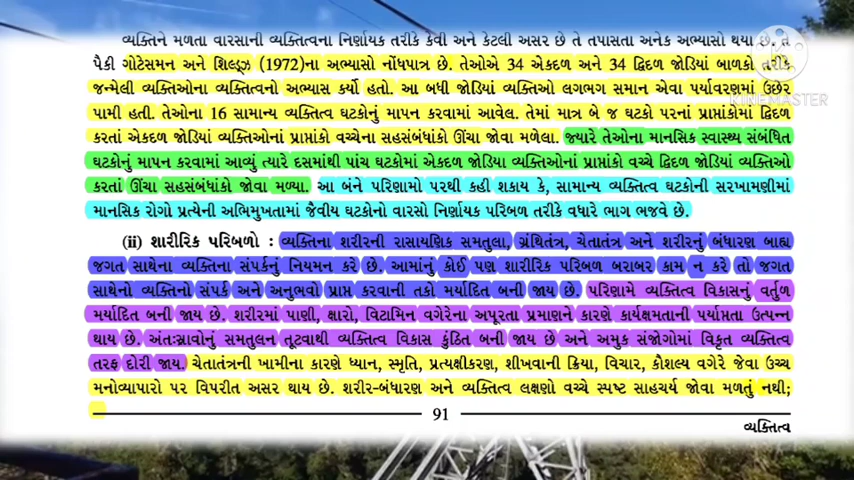 વ્યક્તિને મળતા વારસાની વ્યક્તિત્વના નિર્ણાયક તરીકે કેવી અને કેટલી અસર છે તે તપાસતા અનેક અભ્યાસો થયા છે. તે
પૈકી ગોટેસમન અને શિલ્ડ્ઝ (1972)ના અભ્યાસો નોંધપાત્ર છે. તેઓએ 34 એકદળ અને 34 દ્વિદળ જોડિયાં બાળકો તરીકે
જન્મેલી વ્યક્તિઓના વ્યક્તિત્વનો અભ્યાસ કર્યો હતો. આ બધી જોડિયાં વ્યક્તિઓ લગભગ સમાન એવા પર્યાવરણમાં ઉછેર
પામી હતી. તેઓના 16 સામાન્ય વ્યક્તિત્વ ઘટકોનું માપન કરવામાં આવેલ. તેમાં માત્ર બે જ ઘટકો પરનાં પ્રાપ્તાંકોમાં દ્વિદળ
કરતાં એકદળ જોડિયાં વ્યક્તિઓનાં પ્રાપ્તાંકો વચ્ચેના સહસંબંધાંકો ઊંચા જોવા મળેલા. જ્યારે તેઓના માનસિક સ્વાસ્થ્ય સંબંધિત
ઘટકોનું માપન કરવામાં આવ્યું ત્યારે દસમાંથી પાંચ ઘટકોમાં એકદળ જોડિયા વ્યક્તિઓનાં પ્રાપ્તાંકો વચ્ચે દ્વિદળ જોડિયાં વ્યક્તિઓ
કરતાં ઊંચા સહસંબંધાંકો જોવા મળ્યા. આ બંને પરિણામો પરથી કહી શકાય કે, સામાન્ય વ્યક્તિત્વ ઘટકોની સરખામણીમાં
માનસિક રોગો પ્રત્યેની અભિમુખતામાં જૈવીય ઘટકોનો વારસો નિર્ણાયક પરિબળ તરીકે વધારે ભાગ ભજવે છે.
(ii) શારીરિક પરિબળો : વ્યક્તિના શરીરની રાસાયણિક સમતુલા, ગ્રંથિતંત્ર, ચેતાતંત્ર અને શરીરનું બંધારણ બાહ્ય
જગત સાથેના વ્યક્તિના સંપર્કનું નિયમન કરે છે. આમાંનું કોઈ પણ શારીરિક પરિબળ બરાબર કામ ન કરે તો જગત
સાથેનો વ્યક્તિનો સંપર્ક અને અનુભવો પ્રાપ્ત કરવાની તકો મર્યાદિત બની જાય છે. પરિણામે વ્યક્તિત્વ વિકાસનું વર્તુળ
મર્યાદિત બની જાય છે. શરીરમાં પાણી, ક્ષારો, વિટામિન વગેરેના અપૂરતા પ્રમાણને કારણે કાર્યક્ષમતાની પર્યાપ્તતા ઉત્પન્ન
થાય છે. અંતઃસ્રાવોનું સમતુલન તૂટવાથી વ્યક્તિત્વ વિકાસ કુંઠિત બની જાય છે અને અમુક સંજોગોમાં વિકૃત વ્યક્તિત્વ
તરફ દોરી જાય. ચેતાતંત્રની ખામીના કારણે ધ્યાન, સ્મૃતિ, પ્રત્યક્ષીકરણ, શીખવાની ક્રિયા, વિચાર, કૌશલ્ય વગેરે જેવા ઉચ્ચ
મનોવ્યાપારો પર વિપરીત અસર થાય છે. શરીર-બંધારણ અને વ્યક્તિત્વ લક્ષણો વચ્ચે સ્પષ્ટ સાહચર્ય જોવા મળતું નથી;
91
વ્યક્તિત્વ
KINEMASTER